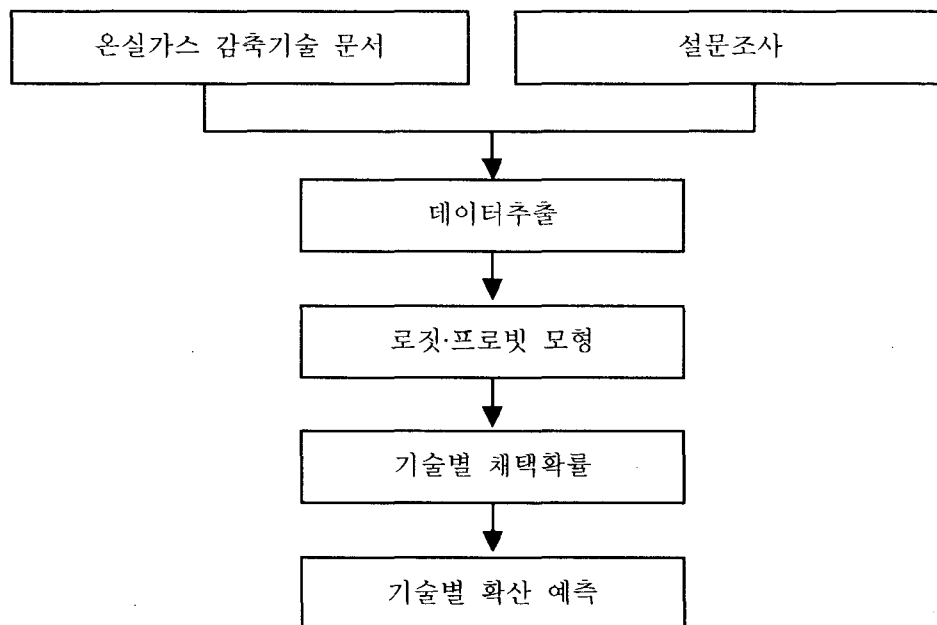 온실가스 감축기술 문서
설문조사
데이터추출
로짓·프로빗 모형
기술별 채택확률
기술별 확산 예측